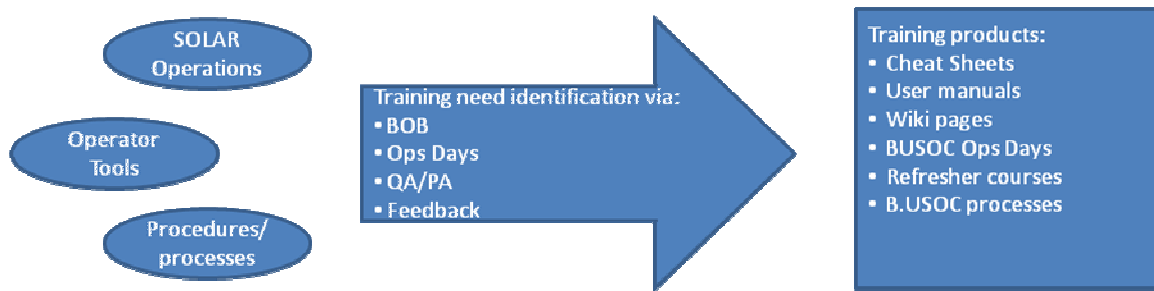 SOLAR
Operations
Operator
Tools
Procedures/
processes
Training need identification via:
• BOB
• Ops Days
• QA/PA
• Feedback
Training products:
• Cheat Sheets
• User manuals
• Wiki pages
• BUSOC Ops Days
• Refresher courses
• B.USOC processes